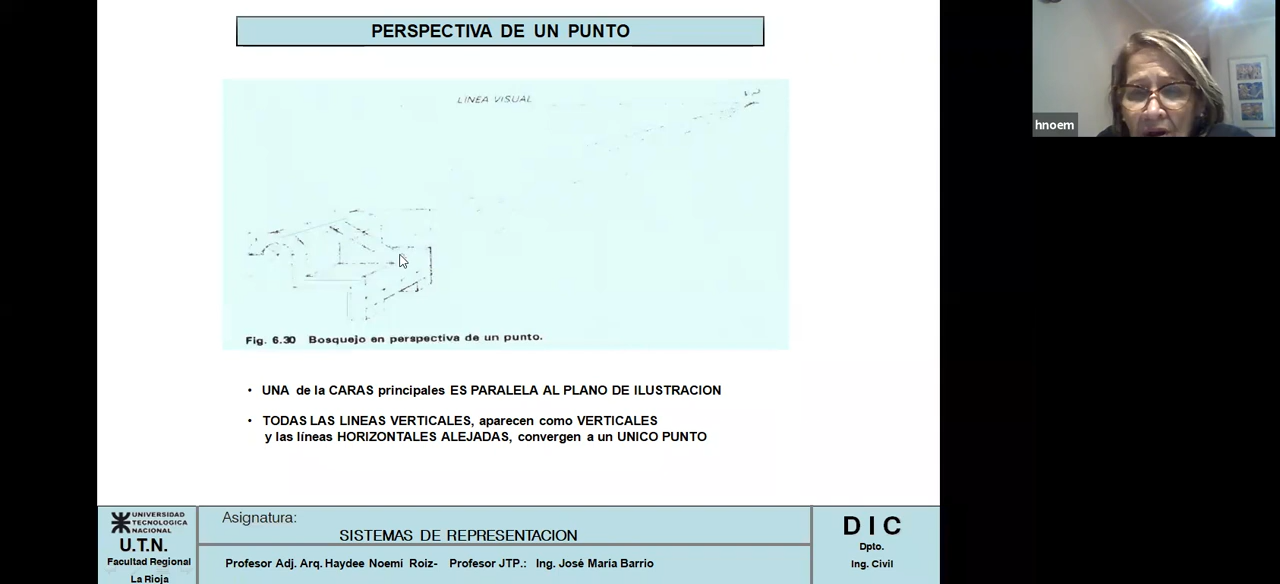 PERSPECTIVA DE UN PUNTO
LINEA VISUAL
Fig. 6.30 Bosquejo en perspectiva de un punto.
• UNA de la CARAS principales ES PARALELA AL PLANO DE ILUSTRACION
• TODAS LAS LINEAS VERTICALES, aparecen como VERTICALES
y las líneas HORIZONTALES ALEJADAS, convergen a un UNICO PUNTO
hnoem
UNIVERSIDAD
TECNOLOGICA
NACIONAL
U.T.N.
Facultad Regional
La Rioja
Asignatura:
SISTEMAS DE REPRESENTACION
Profesor Adj. Arq. Haydee Noemí Roiz- Profesor JTP.: Ing. José María Barrio
D I C
Dpto.
Ing. Civil